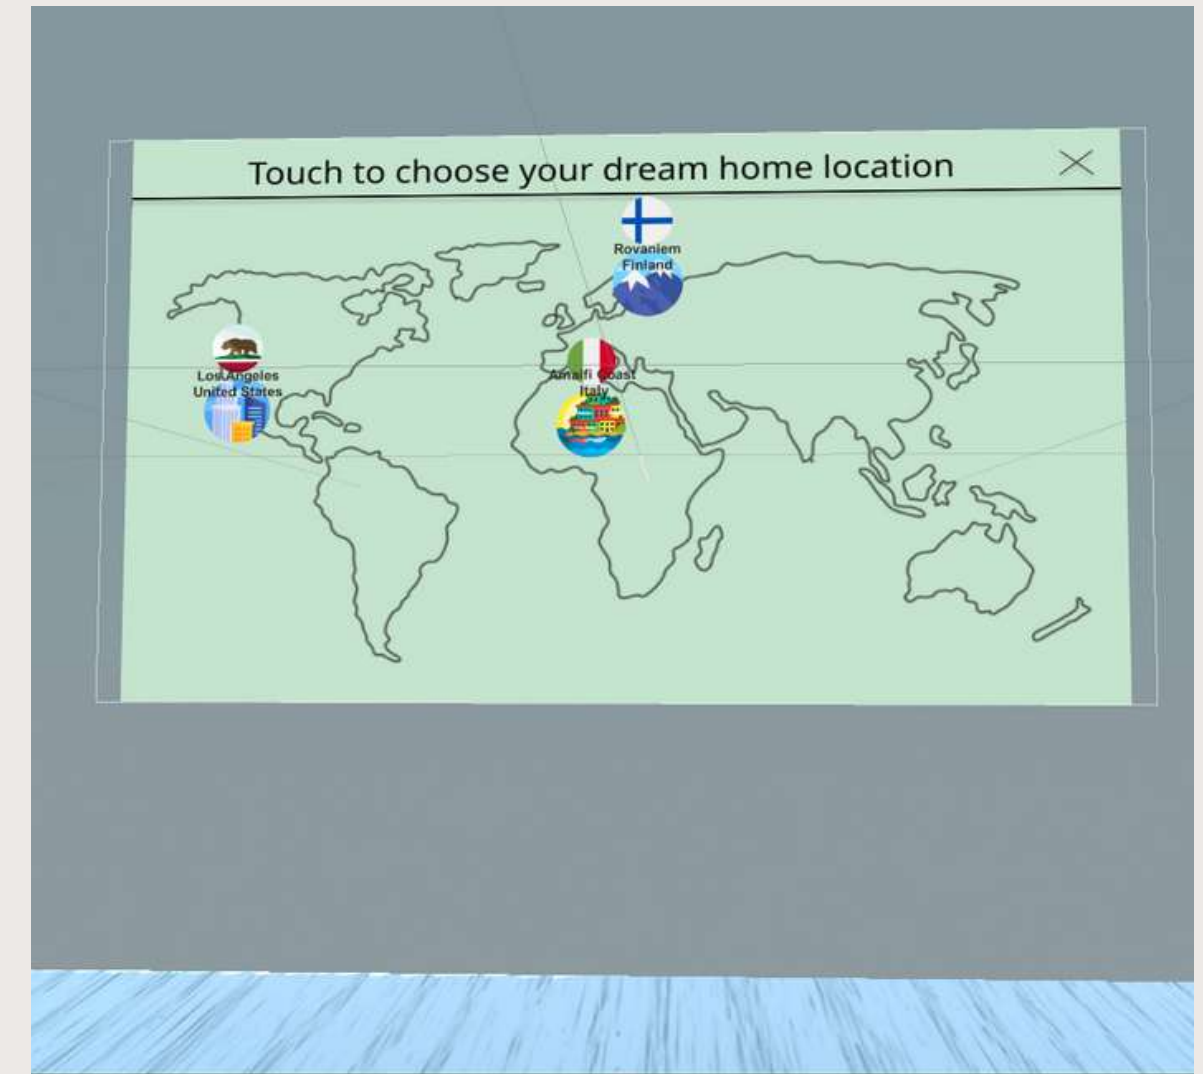 Touch to choose your dream home location
Rovaniem
Finland
Los Angeles
United States
Amalfi Coast
Italy